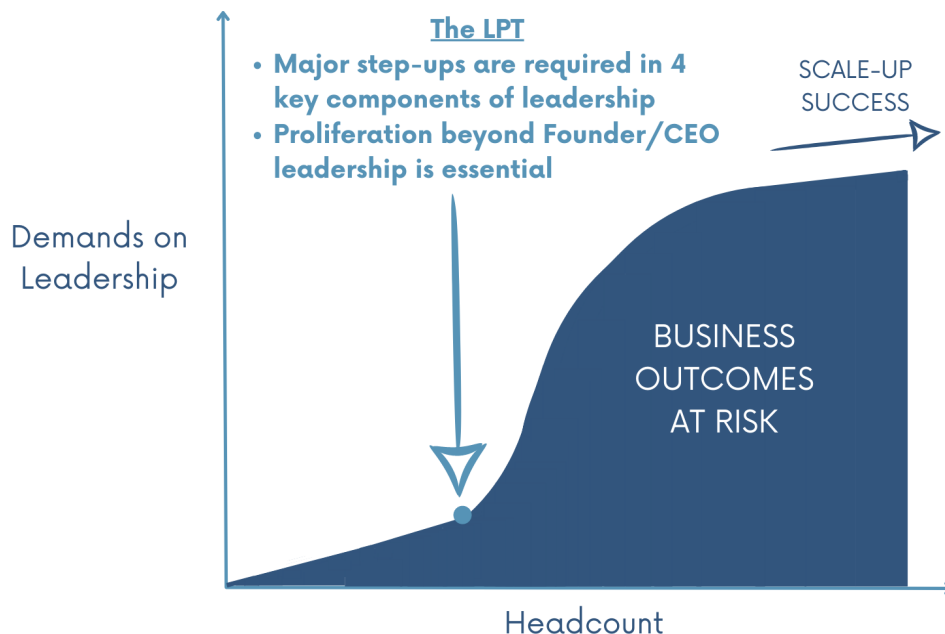 The LPT
• Major step-ups are required in 4
key components of leadership
• Proliferation beyond Founder/CEO
leadership is essential
SCALE-UP
SUCCESS
Demands on
Leadership
BUSINESS
OUTCOMES
AT RISK
Headcount